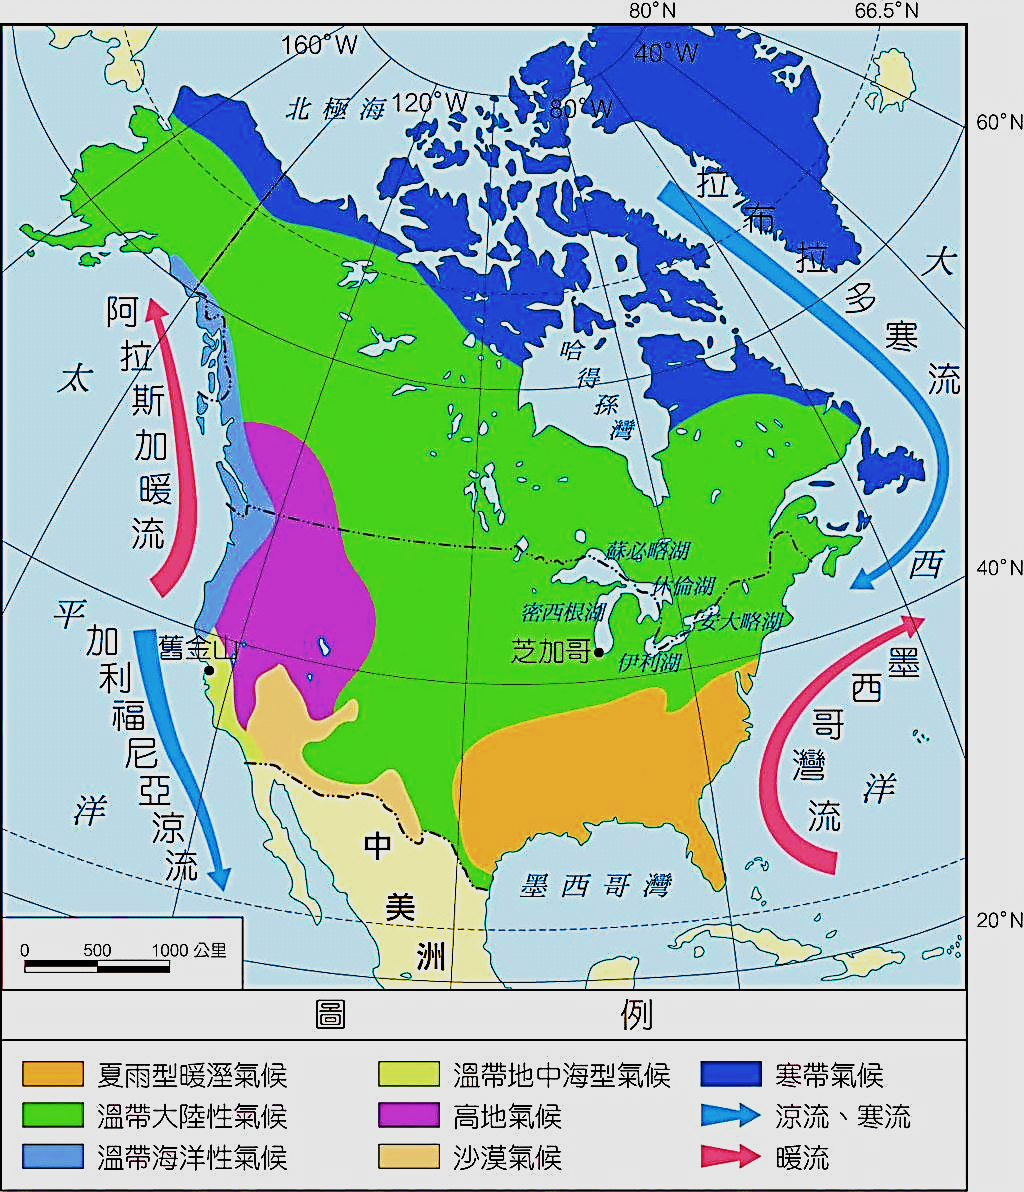 80°N
66.5°N
160°W
40°W
北極海
120°W
80°W
60°N
拉布拉多寒流
大西洋
阿拉斯加暖流
太平洋
哈得孫灣
蘇必略湖
40°N
休倫湖
密西根湖
安大略湖
芝加哥
伊利湖
舊金山
加利福尼亞涼流
墨西哥灣流
中美洲
墨西哥灣
20°N
0 500 1000 公里
圖例
夏雨型暖溼氣候
溫帶地中海型氣候
寒帶氣候
溫帶大陸性氣候
高地氣候
涼流、寒流
溫帶海洋性氣候
沙漠氣候
暖流